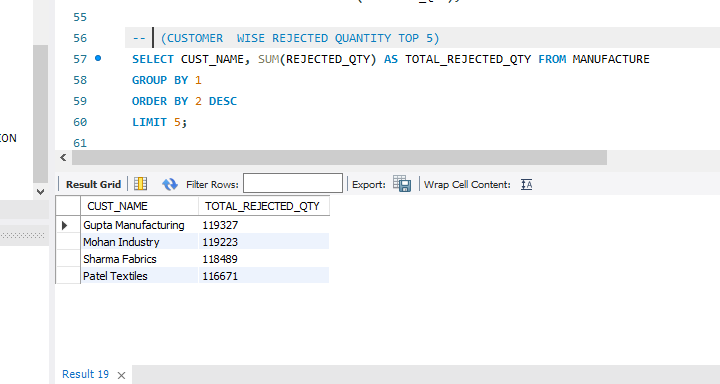 55
56 -- (CUSTOMER WISE REJECTED QUANTITY TOP 5)
57 SELECT CUST_NAME, SUM(REJECTED_QTY) AS TOTAL_REJECTED_QTY FROM MANUFACTURE
58 GROUP BY 1
59 ORDER BY 2 DESC
60 LIMIT 5;
61
ION
Result Grid Filter Rows: Export: Wrap Cell Content: IA
CUST_NAME TOTAL_REJECTED_QTY
Gupta Manufacturing 119327
Mohan Industry 119223
Sharma Fabrics 118489
Patel Textiles 116671
Result 19 ×